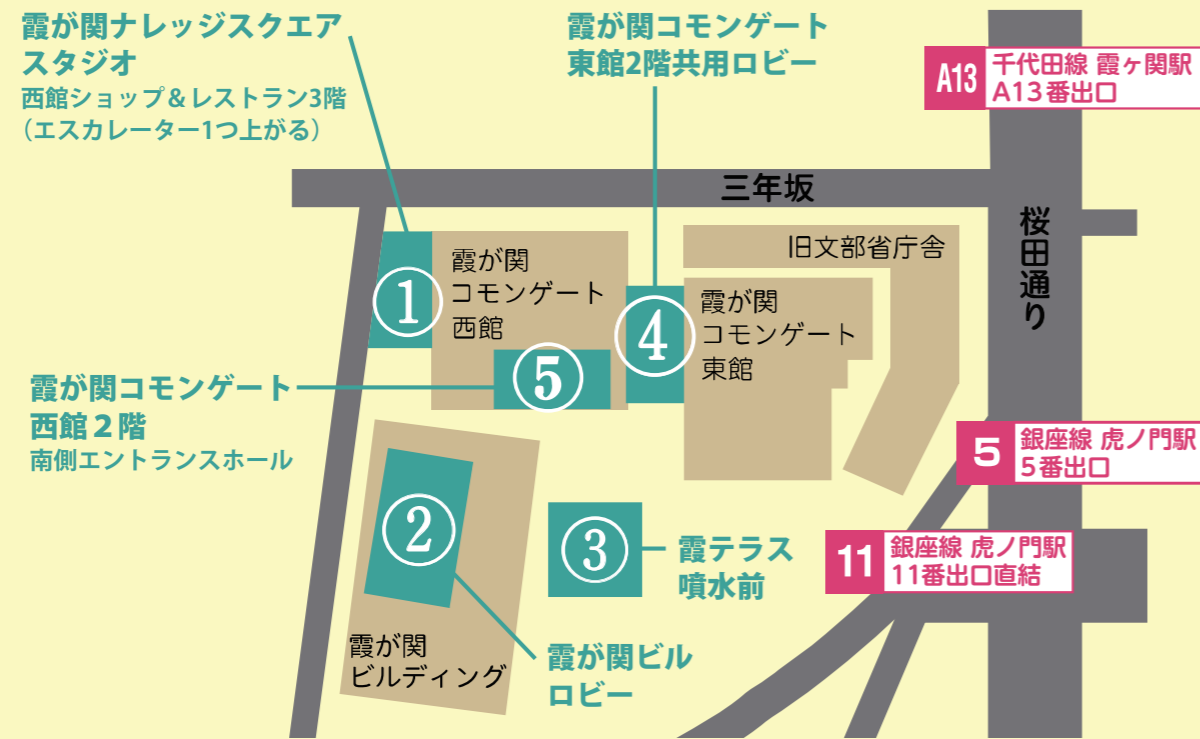 霞が関ナレッジスクエア
スタジオ
西館ショップ＆レストラン3階
（エスカレーター1つ上がる）
霞が関コモンゲート
東館2階共用ロビー
A13
千代田線 霞ヶ関駅
A13番出口
三年坂
桜田通り
旧文部省庁舎
①
霞が関
コモンゲート
西館
④
霞が関
コモンゲート
東館
⑤
霞が関コモンゲート
西館２階
南側エントランスホール
5
銀座線 虎ノ門駅
5番出口
②
③
霞テラス
噴水前
11
銀座線 虎ノ門駅
11番出口直結
霞が関
ビルディング
霞が関ビル
ロビー